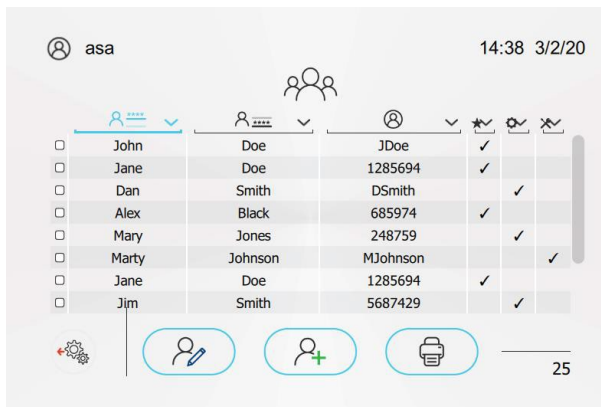 asa 14:38 3/2/20
John Doe JDoe ✓
Jane Doe 1285694 ✓
Dan Smith DSmith ✓
Alex Black 685974 ✓
Mary Jones 248759 ✓
Marty Johnson MJohnson ✓
Jane Doe 1285694 ✓
Jim Smith 5687429 ✓
25